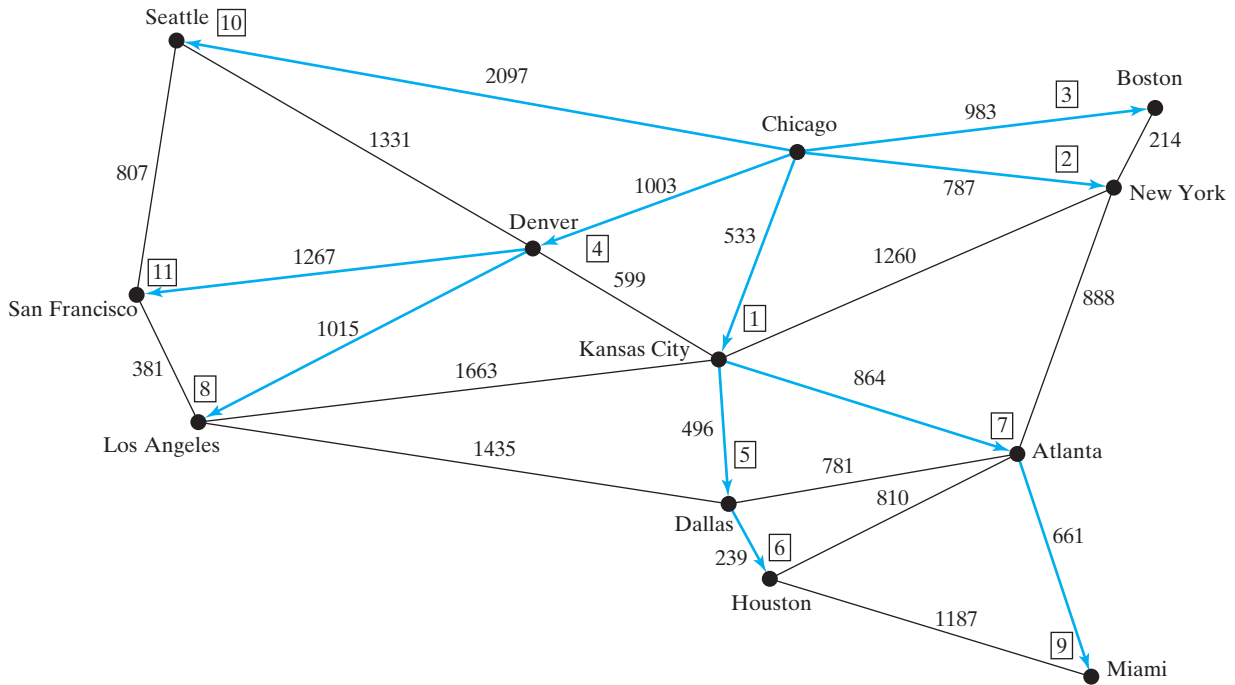 Seattle 10
Boston
2097
3
983
Chicago
1331
214
2
807
1003
787
New York
Denver
4
533
1260
1267
11
599
888
San Francisco
1
1015
Kansas City
381
1663
864
8
Los Angeles
496
7
1435
5
781
Atlanta
810
Dallas
661
6
239
Houston
1187
9
Miami